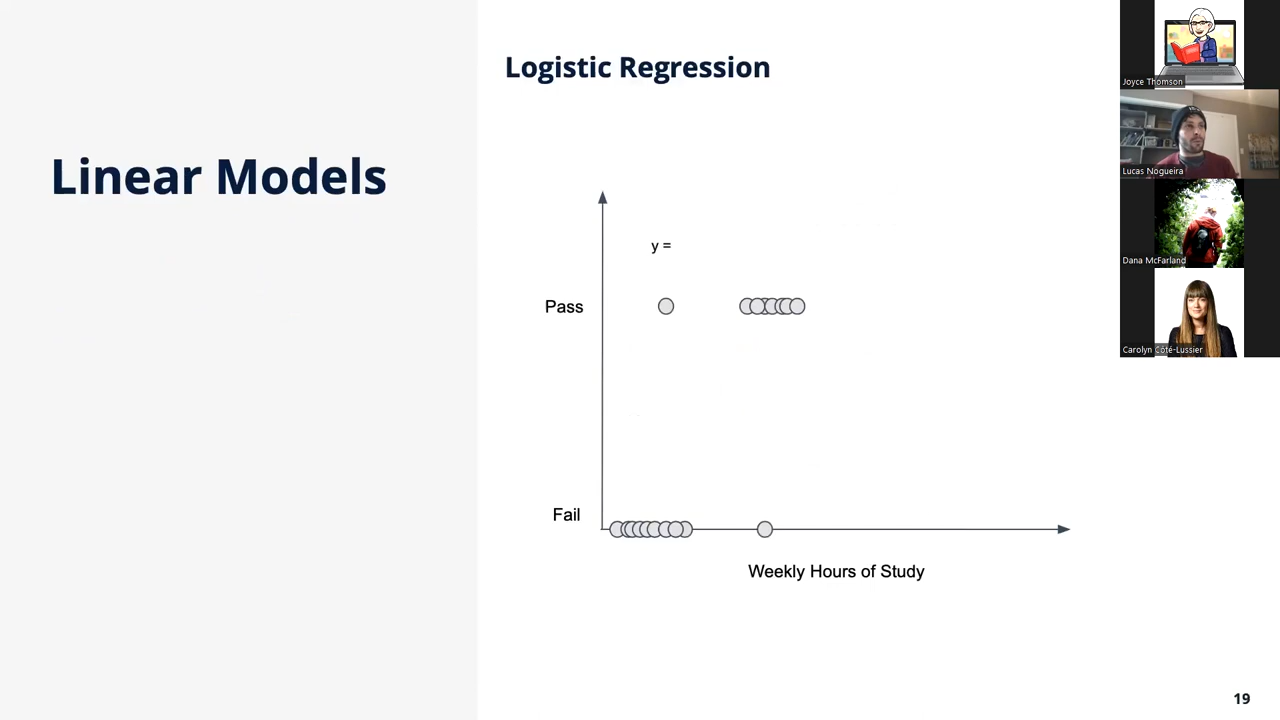 Logistic Regression
Linear Models
y =
Pass
Fail
Weekly Hours of Study
19
Joyce Thomson
Lucas Nogueira
Dana McFarland
Carolyn Côté-Lussier